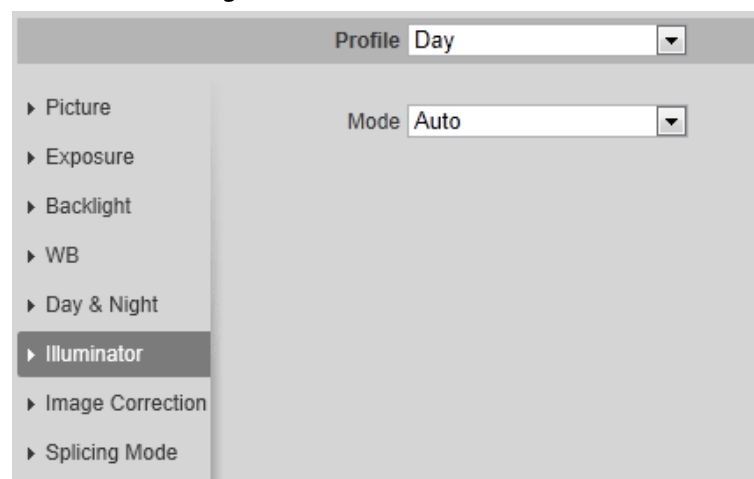 Profile Day
Mode Auto
Picture
Exposure
Backlight
WB
Day & Night
Illuminator
Image Correction
Splicing Mode